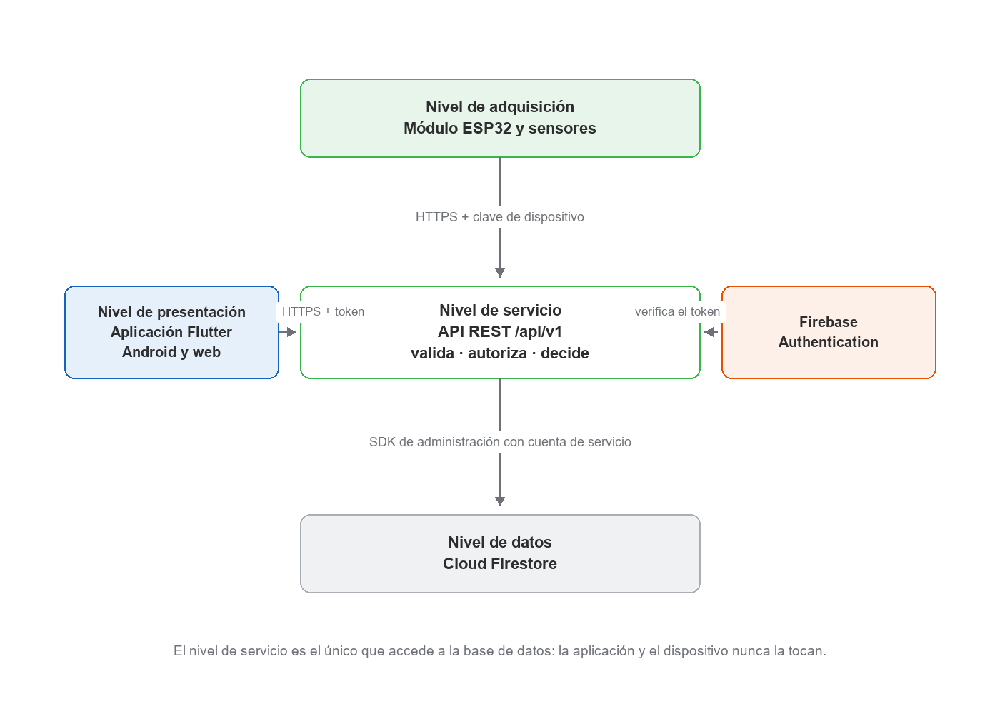 Nivel de adquisición
Módulo ESP32 y sensores
HTTPS + clave de dispositivo
Nivel de presentación
Aplicación Flutter
Android y web
HTTPS + token
Nivel de servicio
API REST /api/v1
valida · autoriza · decide
verifica el token
Firebase
Authentication
SDK de administración con cuenta de servicio
Nivel de datos
Cloud Firestore
El nivel de servicio es el único que accede a la base de datos: la aplicación y el dispositivo nunca la tocan.